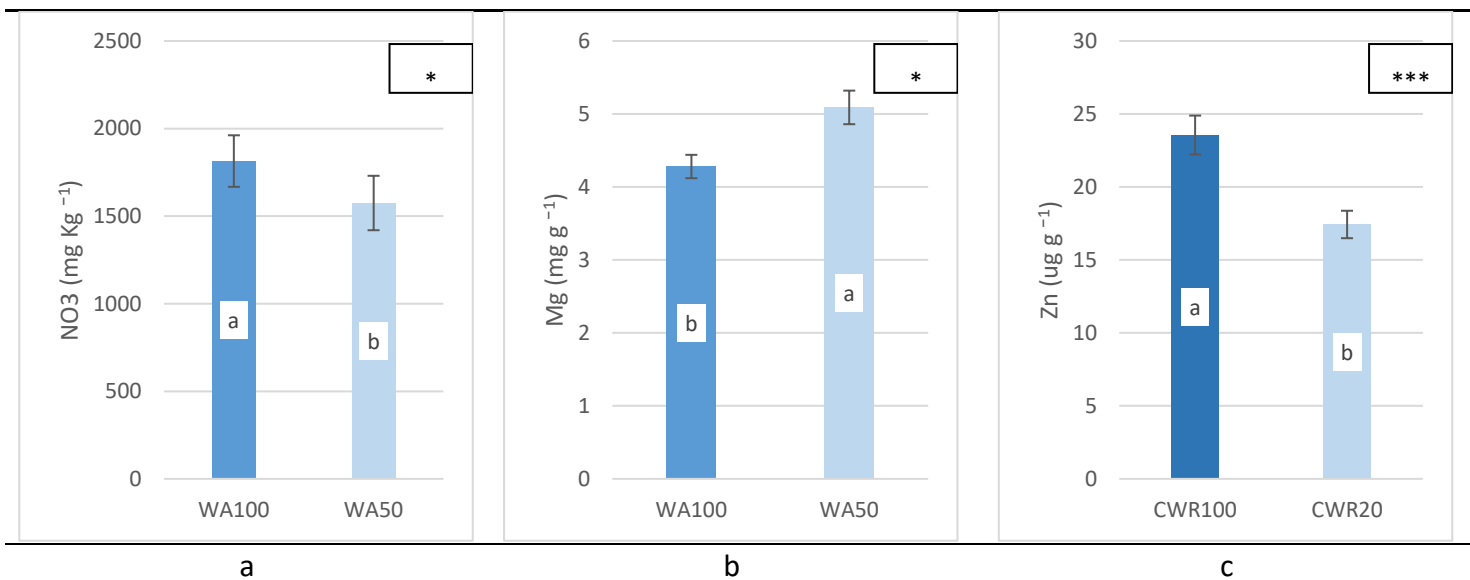 2500
2000
1500
1000
500
0
NO3 (mg Kg ⁻¹)
*
a
b
WA100 WA50
6
5
4
3
2
1
0
Mg (mg g ⁻¹)
*
b
a
WA100 WA50
30
25
20
15
10
5
0
Zn (ug g ⁻¹)
***
a
b
CWR100 CWR20
a b c